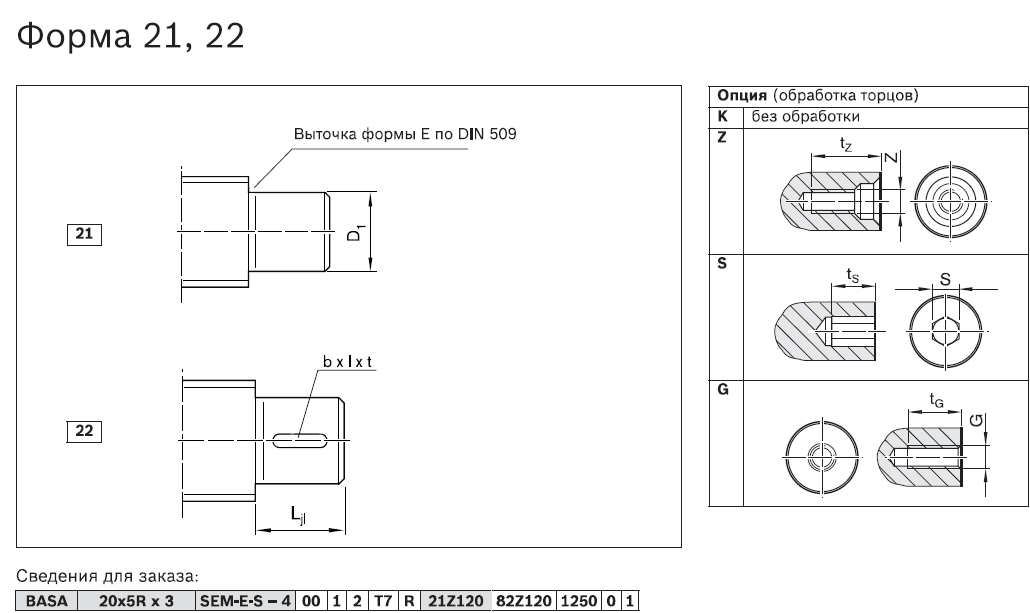 Форма 21, 22
Выточка формы E по DIN 509
21
D1
b x l x t
22
Ljl
Опция (обработка торцов)
K без обработки
Z
tZ
Z
S
tS
S
G
tG
G
Сведения для заказа:
BASA 20x5R x 3 SEM-E-S – 4 00 1 2 T7 R 21Z120 82Z120 1250 0 1